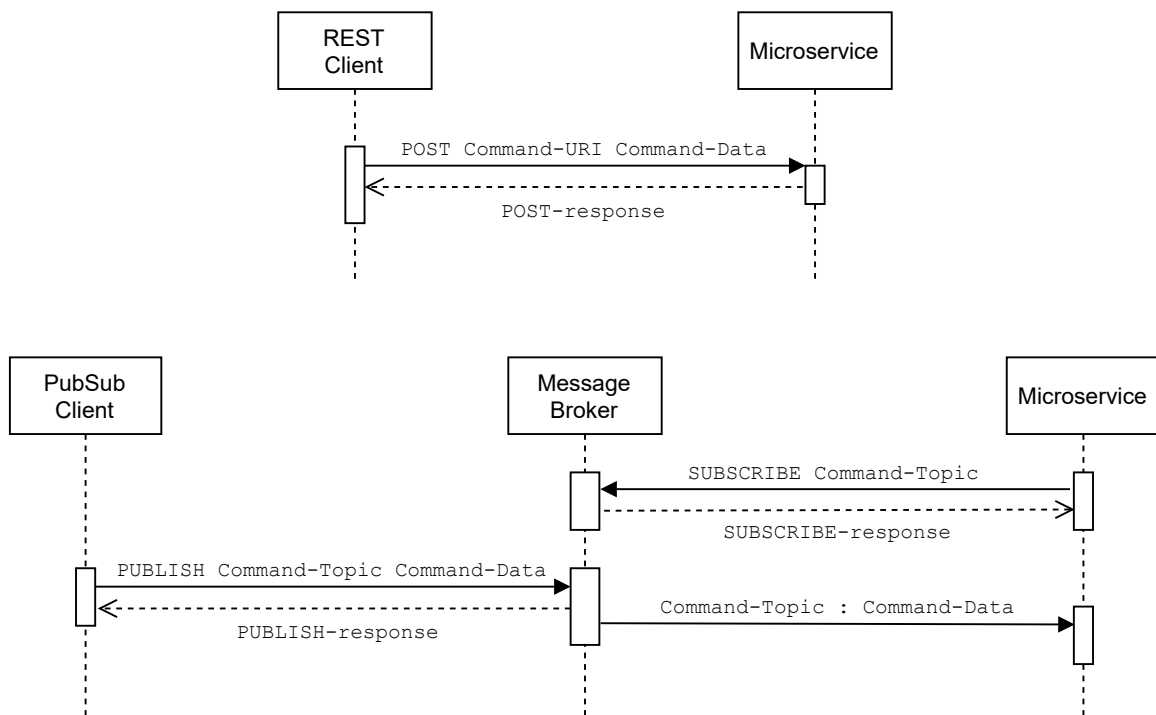 REST
Client
Microservice
POST Command-URI Command-Data
POST-response
PubSub
Client
Message
Broker
Microservice
SUBSCRIBE Command-Topic
SUBSCRIBE-response
PUBLISH Command-Topic Command-Data
PUBLISH-response
Command-Topic : Command-Data